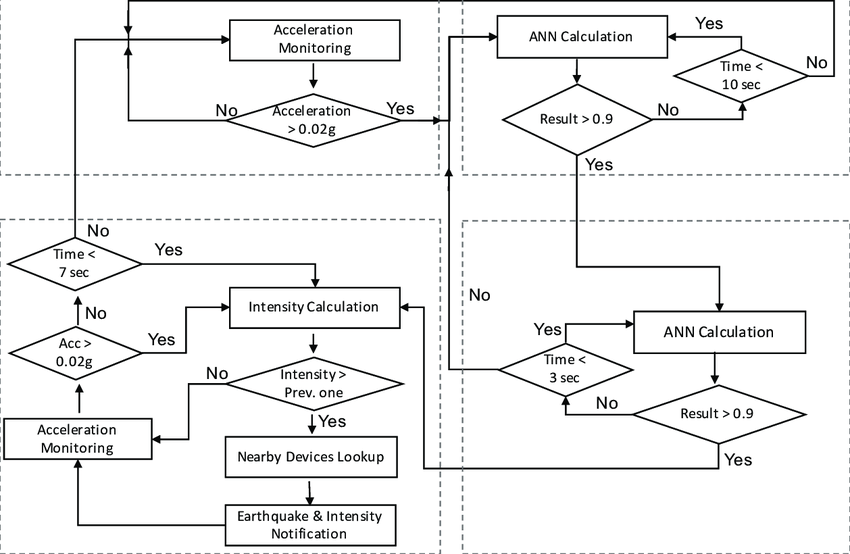 Acceleration
Monitoring
No
Acceleration
> 0.02g
Yes
ANN Calculation
Yes
Time <
10 sec
No
Result > 0.9
No
Yes
No
Time <
7 sec
Yes
No
Acc >
0.02g
Yes
Intensity Calculation
No
Intensity >
Prev. one
Yes
Acceleration
Monitoring
Nearby Devices Lookup
Earthquake & Intensity
Notification
No
Yes
ANN Calculation
Time <
3 sec
No
Result > 0.9
Yes